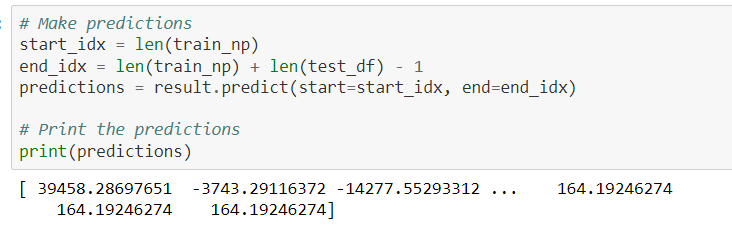 :
# Make predictions
start_idx = len(train_np)
end_idx = len(train_np) + len(test_df) - 1
predictions = result.predict(start=start_idx, end=end_idx)
# Print the predictions
print(predictions)
[ 39458.28697651  -3743.29116372 -14277.55293312 ...    164.19246274
    164.19246274    164.19246274]